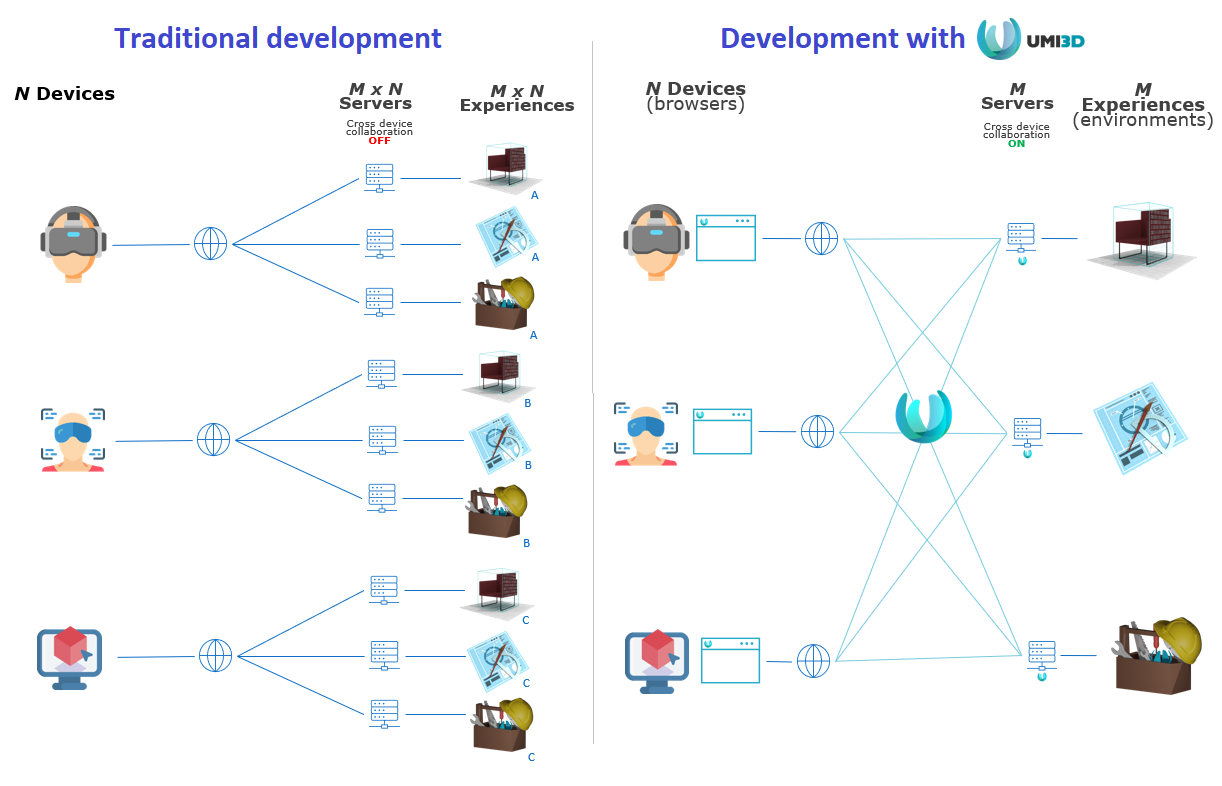 Traditional development
N Devices
M x N
Servers
Cross device
collaboration
OFF
M x N
Experiences
A
A
A
B
B
B
C
C
C
Development with UMI3D
N Devices
(browsers)
M
Servers
Cross device
collaboration
ON
M
Experiences
(environments)